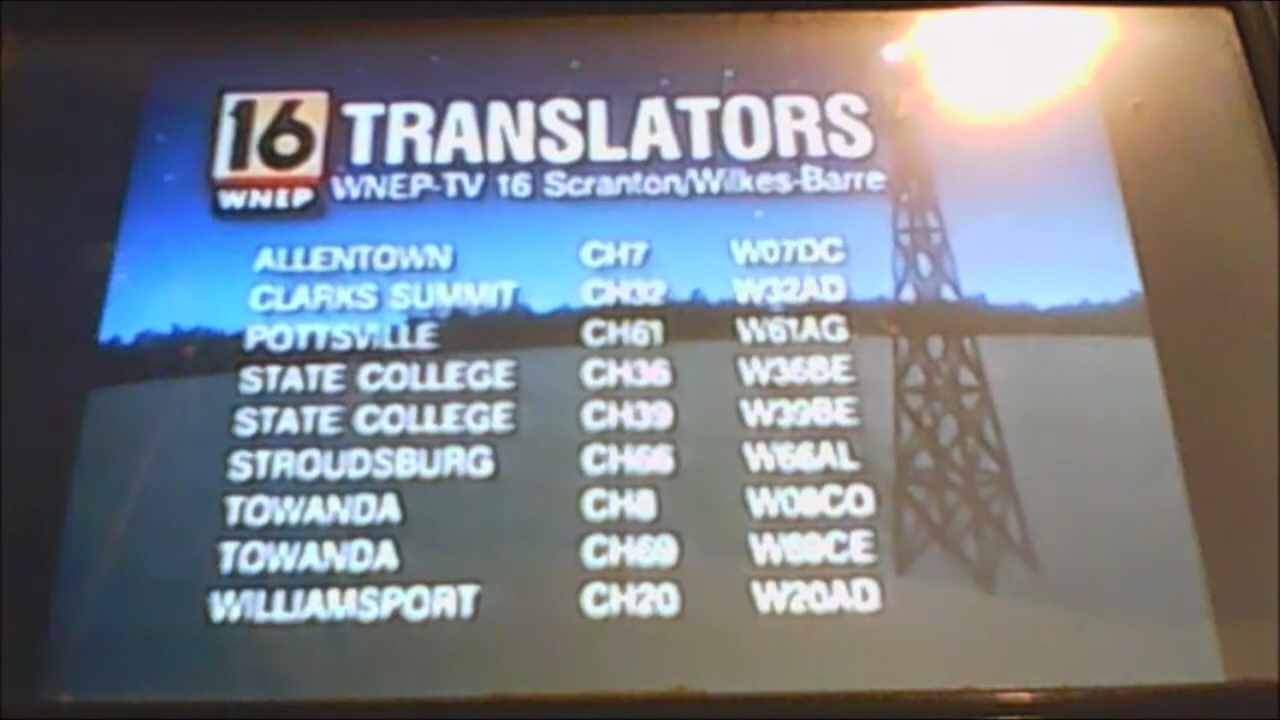 16 TRANSLATORS
WNEP WNEP-TV 16 Scranton/Wilkes-Barre
ALLENTOWN CH7 W07DC
CLARKS SUMMIT CH32 W32AD
POTTSVILLE CH61 W61AG
STATE COLLEGE CH36 W36BE
STATE COLLEGE CH39 W39BE
STROUDSBURG CH66 W66AL
TOWANDA CH8 W08CO
TOWANDA CH69 W69CE
WILLIAMSPORT CH20 W20AD